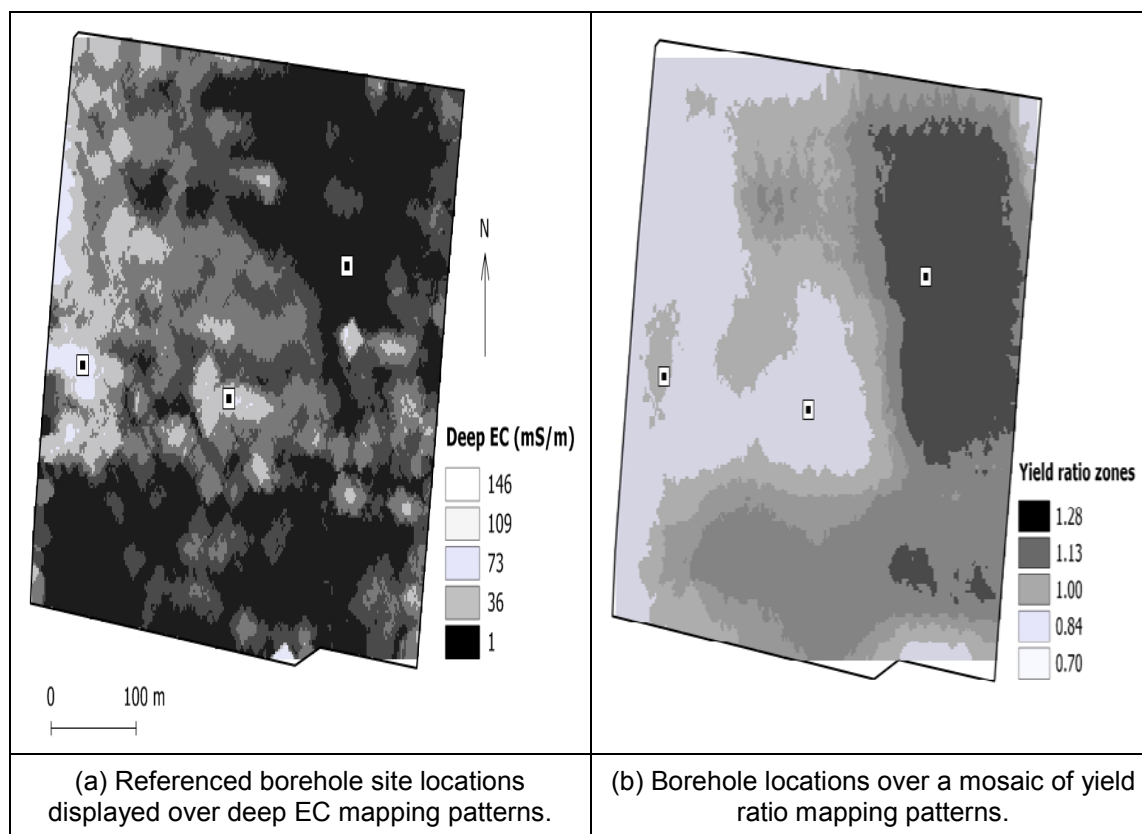 N
Deep EC (mS/m)
146
109
73
36
1
0 100 m
Yield ratio zones
1.28
1.13
1.00
0.84
0.70
(a) Referenced borehole site locations
displayed over deep EC mapping patterns.
(b) Borehole locations over a mosaic of yield
ratio mapping patterns.